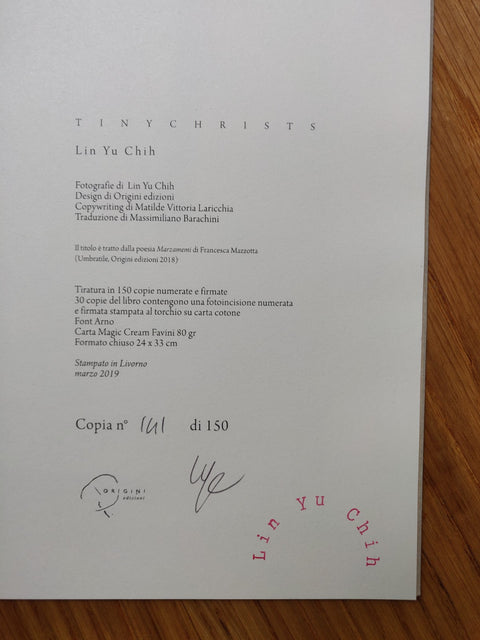 TINYCHRISTS
Lin Yu Chih
Fotografie di Lin Yu Chih
Design di Origini edizioni
Copywriting di Matilde Vittoria Laricchia
Traduzione di Massimiliano Barachini
Il titolo è tratto dalla poesia Marzamenti di Francesca Mazzotta
(Umbratile, Origini edizioni 2018)
Tiratura in 150 copie numerate e firmate
30 copie del libro contengono una fotoincisione numerata
e firmata stampata al torchio su carta cotone
Font Arno
Carta Magic Cream Favini 80 gr
Formato chiuso 24 x 33 cm
Stampato in Livorno
marzo 2019
Copia n° 141 di 150
ORIGINI
edizioni
Lin Yu Chih